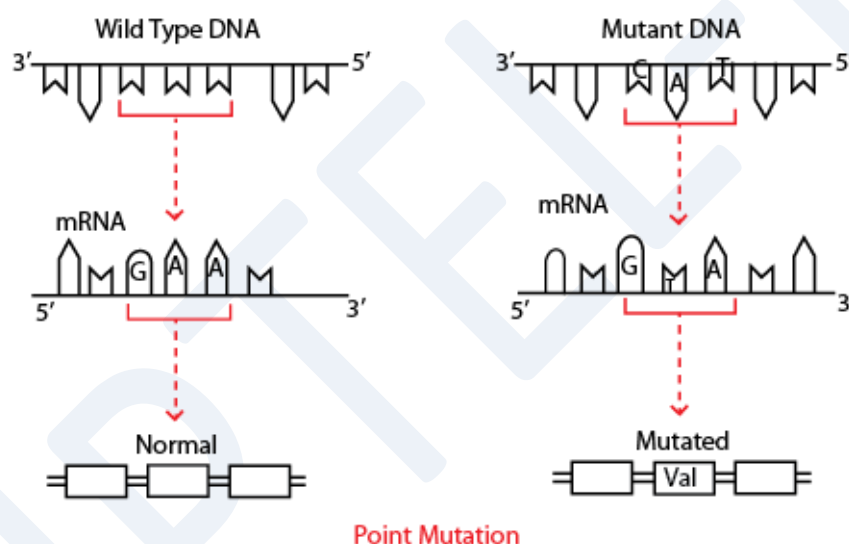 Wild Type DNA
Mutant DNA
3′ 5′
3′ 5
C A T
mRNA
G A A
5′ 3′
mRNA
G T A
5′ 3
Normal
Mutated
Val
Point Mutation